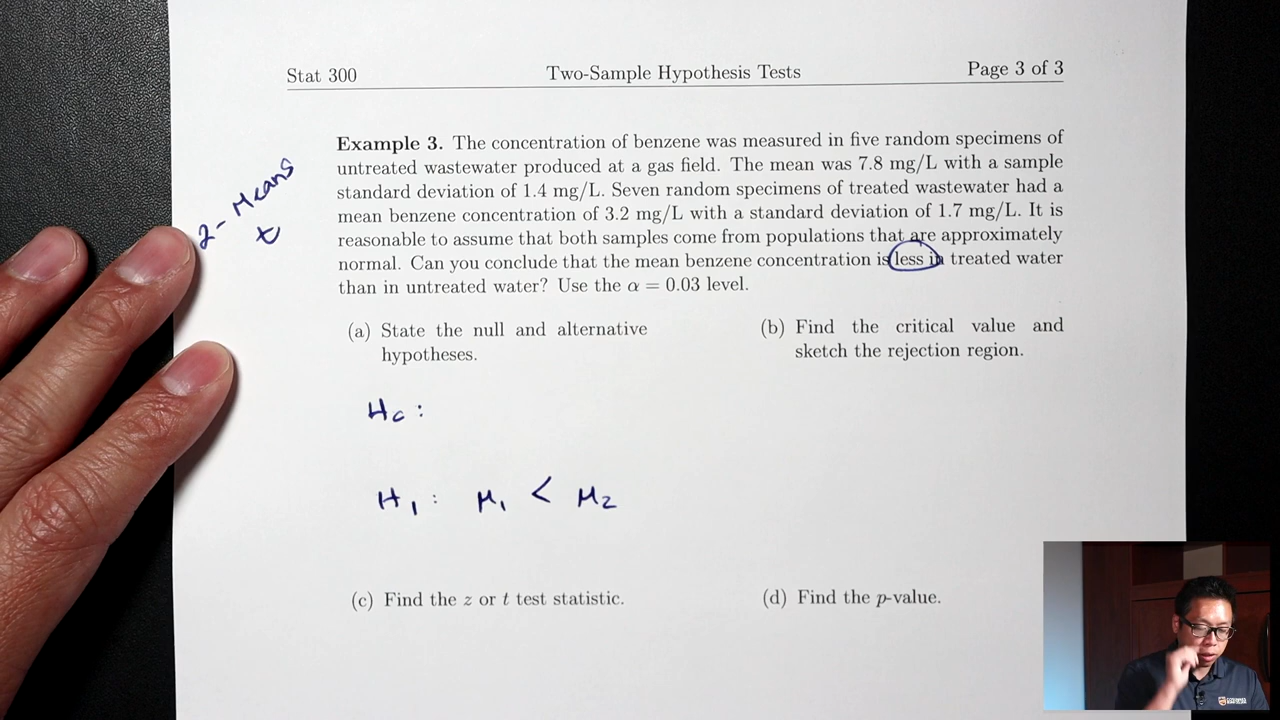 Stat 300 Two-Sample Hypothesis Tests Page 3 of 3
Example 3. The concentration of benzene was measured in five random specimens of
untreated wastewater produced at a gas field. The mean was 7.8 mg/L with a sample
standard deviation of 1.4 mg/L. Seven random specimens of treated wastewater had a
mean benzene concentration of 3.2 mg/L with a standard deviation of 1.7 mg/L. It is
reasonable to assume that both samples come from populations that are approximately
normal. Can you conclude that the mean benzene concentration is less in treated water
than in untreated water? Use the α = 0.03 level.
2-Means
t
(a) State the null and alternative
hypotheses.
(b) Find the critical value and
sketch the rejection region.
H₀ :
H₁ : μ₁ < μ₂
(c) Find the z or t test statistic.
(d) Find the p-value.